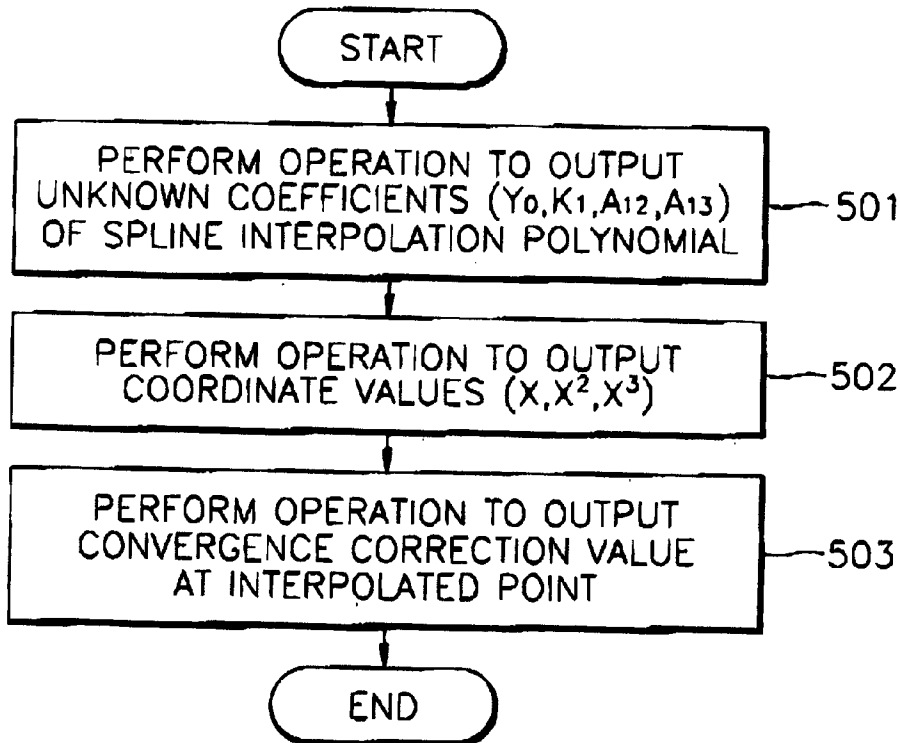 START
PERFORM OPERATION TO OUTPUT
UNKNOWN COEFFICIENTS (Y0,K1,A12,A13)
OF SPLINE INTERPOLATION POLYNOMIAL
501
PERFORM OPERATION TO OUTPUT
COORDINATE VALUES (X,X²,X³)
502
PERFORM OPERATION TO OUTPUT
CONVERGENCE CORRECTION VALUE
AT INTERPOLATED POINT
503
END